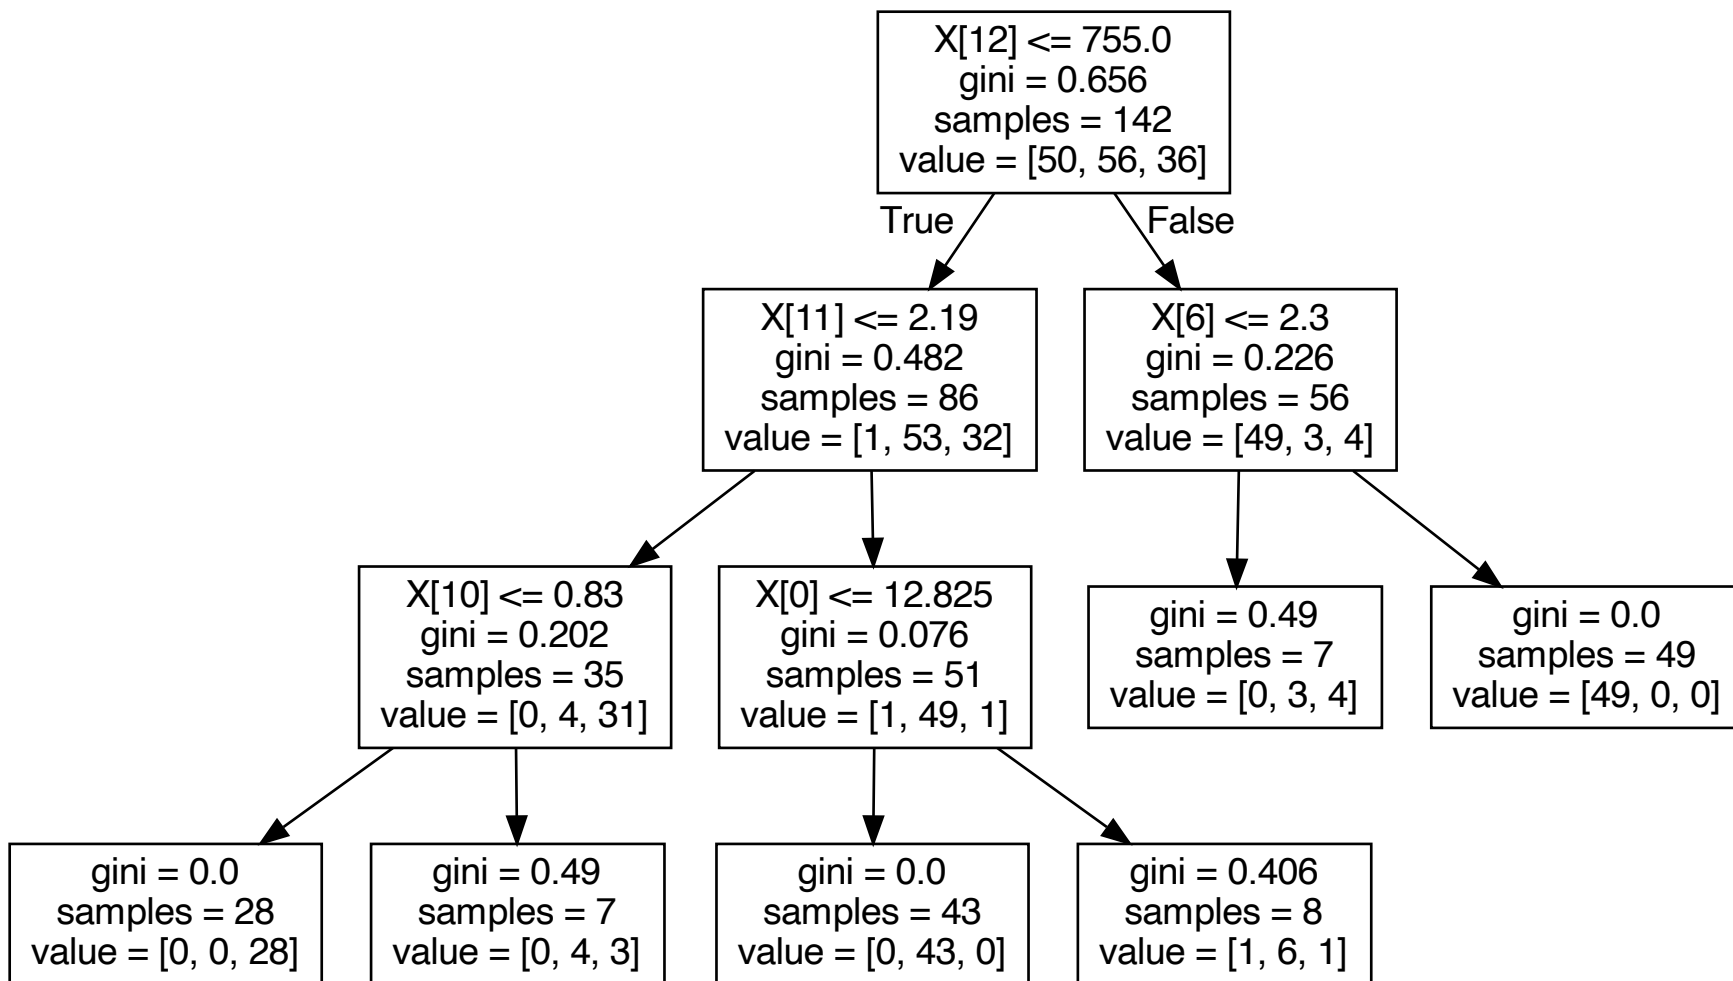 X[12] <= 755.0
gini = 0.656
samples = 142
value = [50, 56, 36]
True
False
X[11] <= 2.19
gini = 0.482
samples = 86
value = [1, 53, 32]
X[6] <= 2.3
gini = 0.226
samples = 56
value = [49, 3, 4]
X[10] <= 0.83
gini = 0.202
samples = 35
value = [0, 4, 31]
X[0] <= 12.825
gini = 0.076
samples = 51
value = [1, 49, 1]
gini = 0.49
samples = 7
value = [0, 3, 4]
gini = 0.0
samples = 49
value = [49, 0, 0]
gini = 0.0
samples = 28
value = [0, 0, 28]
gini = 0.49
samples = 7
value = [0, 4, 3]
gini = 0.0
samples = 43
value = [0, 43, 0]
gini = 0.406
samples = 8
value = [1, 6, 1]